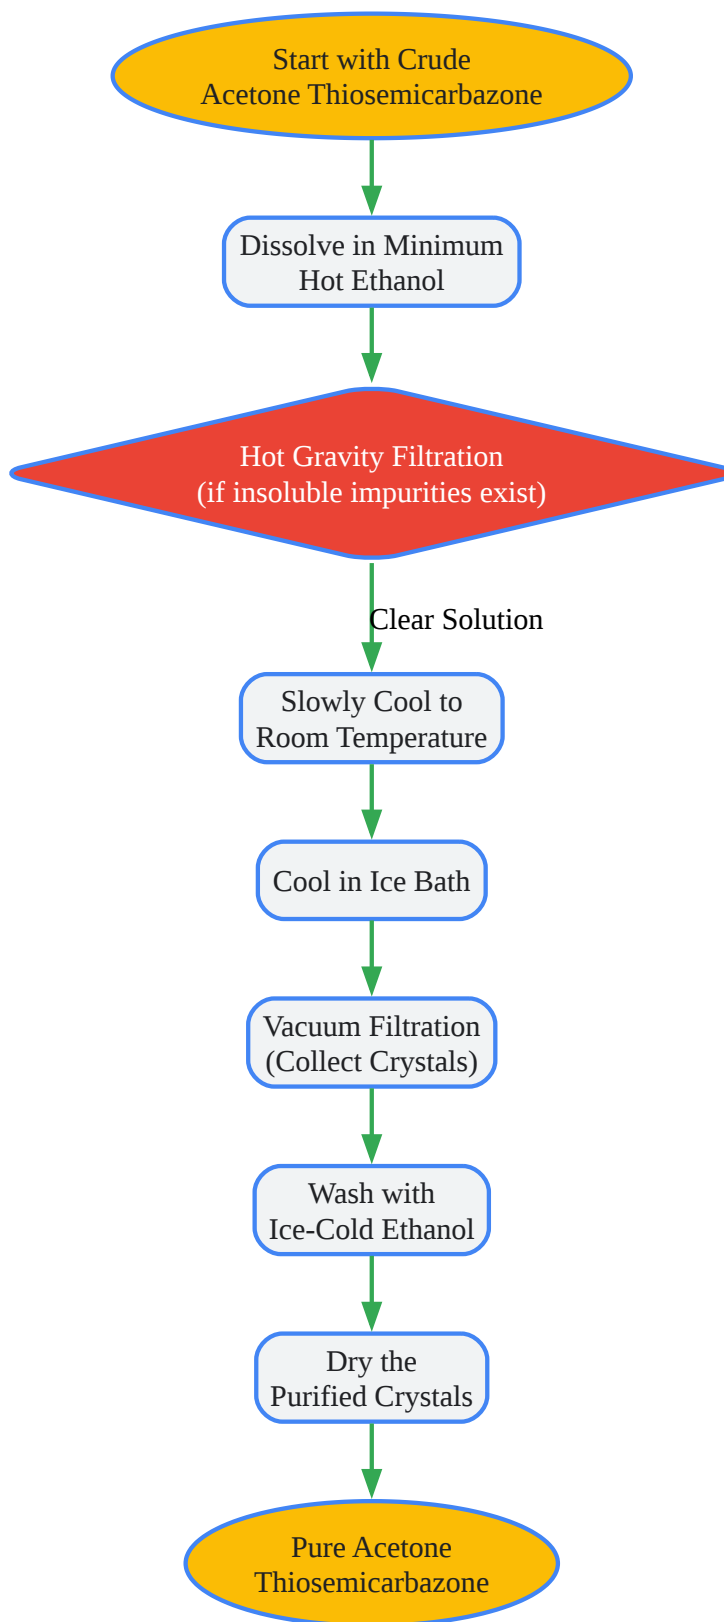 Start with Crude
Acetone Thiosemicarbazone
Dissolve in Minimum
Hot Ethanol
Hot Gravity Filtration
(if insoluble impurities exist)
Clear Solution
Slowly Cool to
Room Temperature
Cool in Ice Bath
Vacuum Filtration
(Collect Crystals)
Wash with
Ice-Cold Ethanol
Dry the
Purified Crystals
Pure Acetone
Thiosemicarbazone